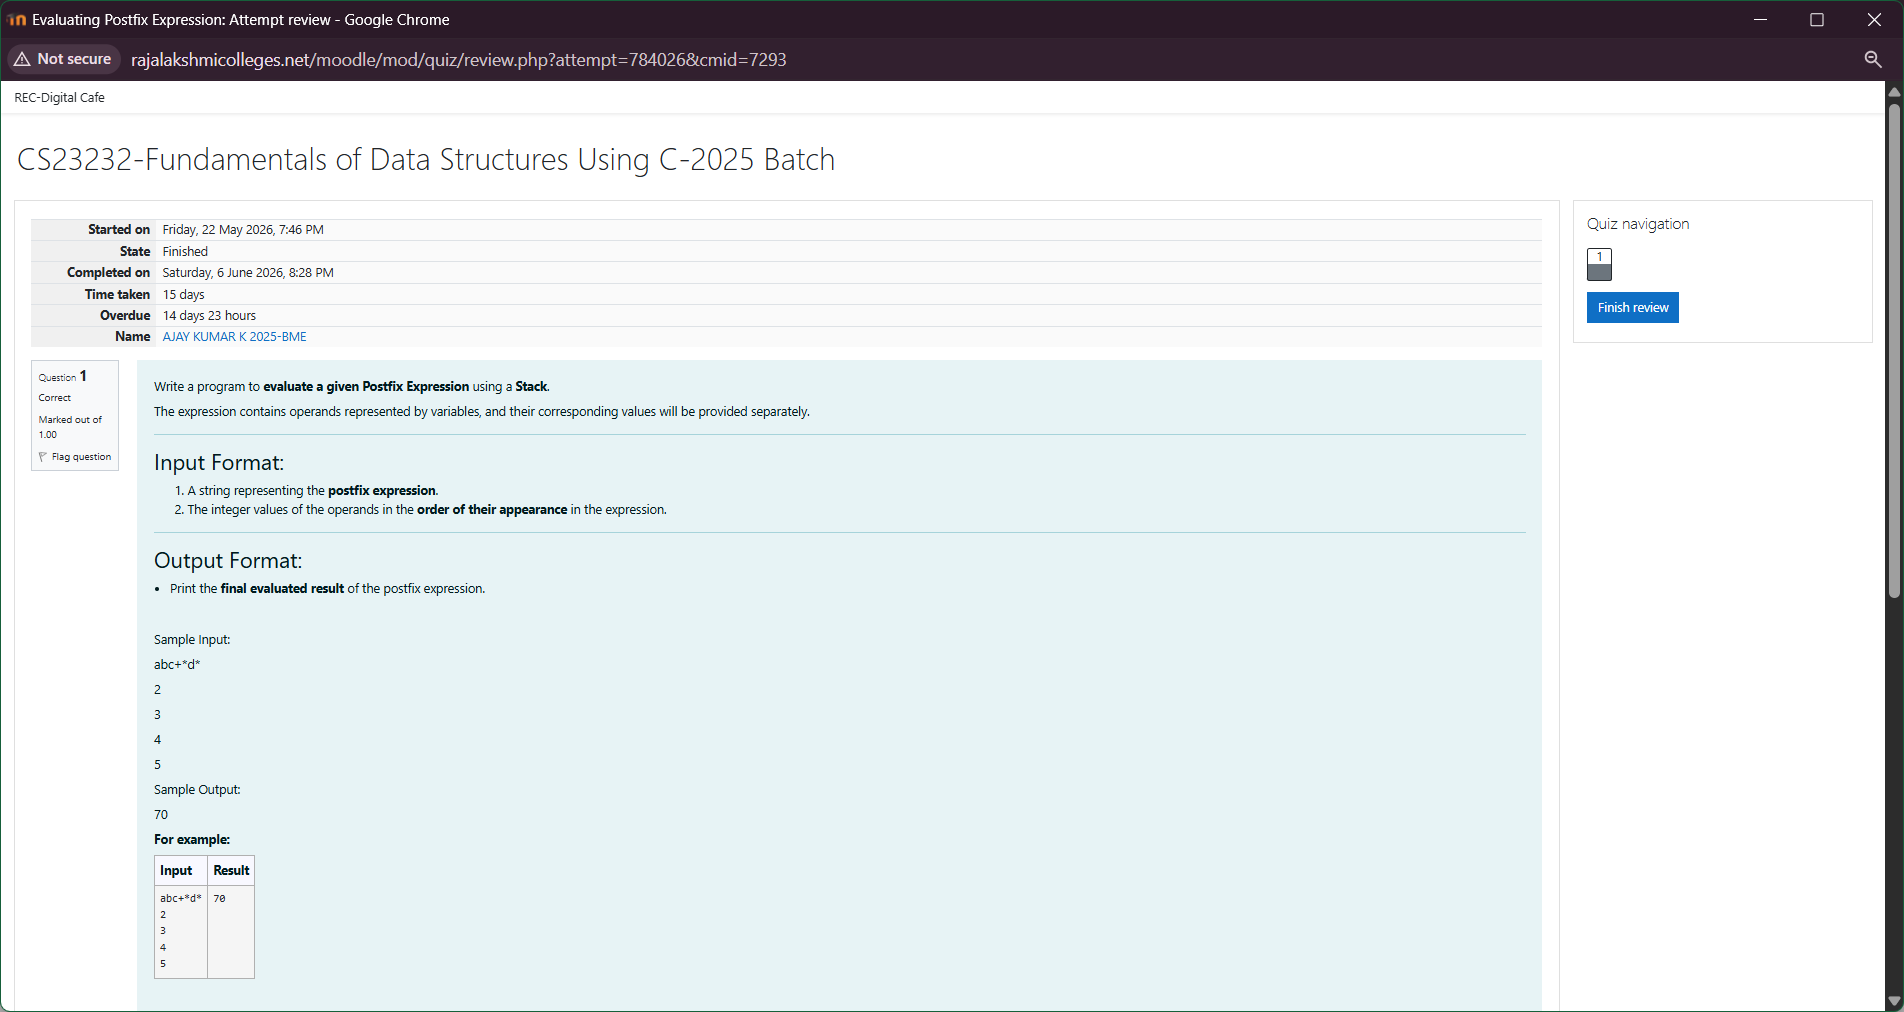 Evaluating Postfix Expression: Attempt review - Google Chrome
Not secure rajalakshmicolleges.net/moodle/mod/quiz/review.php?attempt=784026&cmid=7293
REC-Digital Cafe
CS23232-Fundamentals of Data Structures Using C-2025 Batch
Started on Friday, 22 May 2026, 7:46 PM
State Finished
Completed on Saturday, 6 June 2026, 8:28 PM
Time taken 15 days
Overdue 14 days 23 hours
Name AJAY KUMAR K 2025-BME
Quiz navigation
1
Finish review
Question 1
Correct
Marked out of
1.00
Flag question
Write a program to evaluate a given Postfix Expression using a Stack.
The expression contains operands represented by variables, and their corresponding values will be provided separately.
Input Format:
1. A string representing the postfix expression.
2. The integer values of the operands in the order of their appearance in the expression.
Output Format:
• Print the final evaluated result of the postfix expression.
Sample Input:
abc+*d*
2
3
4
5
Sample Output:
70
For example:
Input Result
abc+*d* 70
2
3
4
5